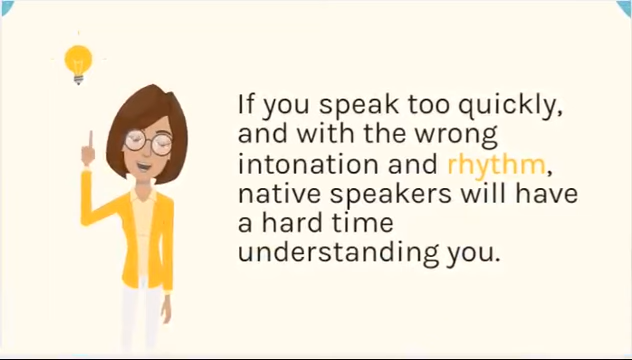 If you speak too quickly,
and with the wrong
intonation and rhythm,
native speakers will have
a hard time
understanding you.